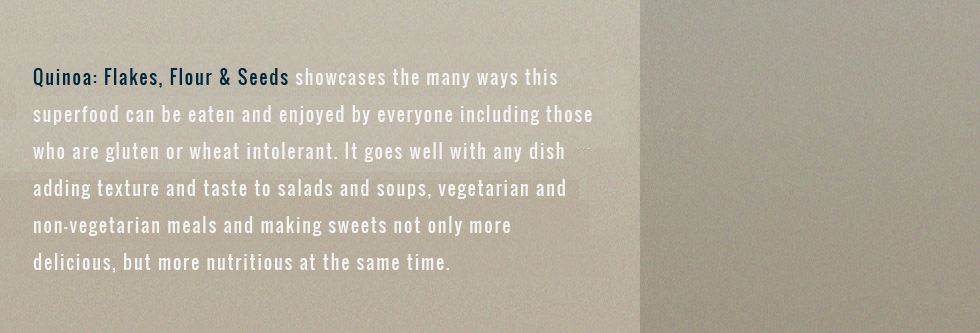 Quinoa: Flakes, Flour & Seeds showcases the many ways this
superfood can be eaten and enjoyed by everyone including those
who are gluten or wheat intolerant. It goes well with any dish
adding texture and taste to salads and soups, vegetarian and
non-vegetarian meals and making sweets not only more
delicious, but more nutritious at the same time.